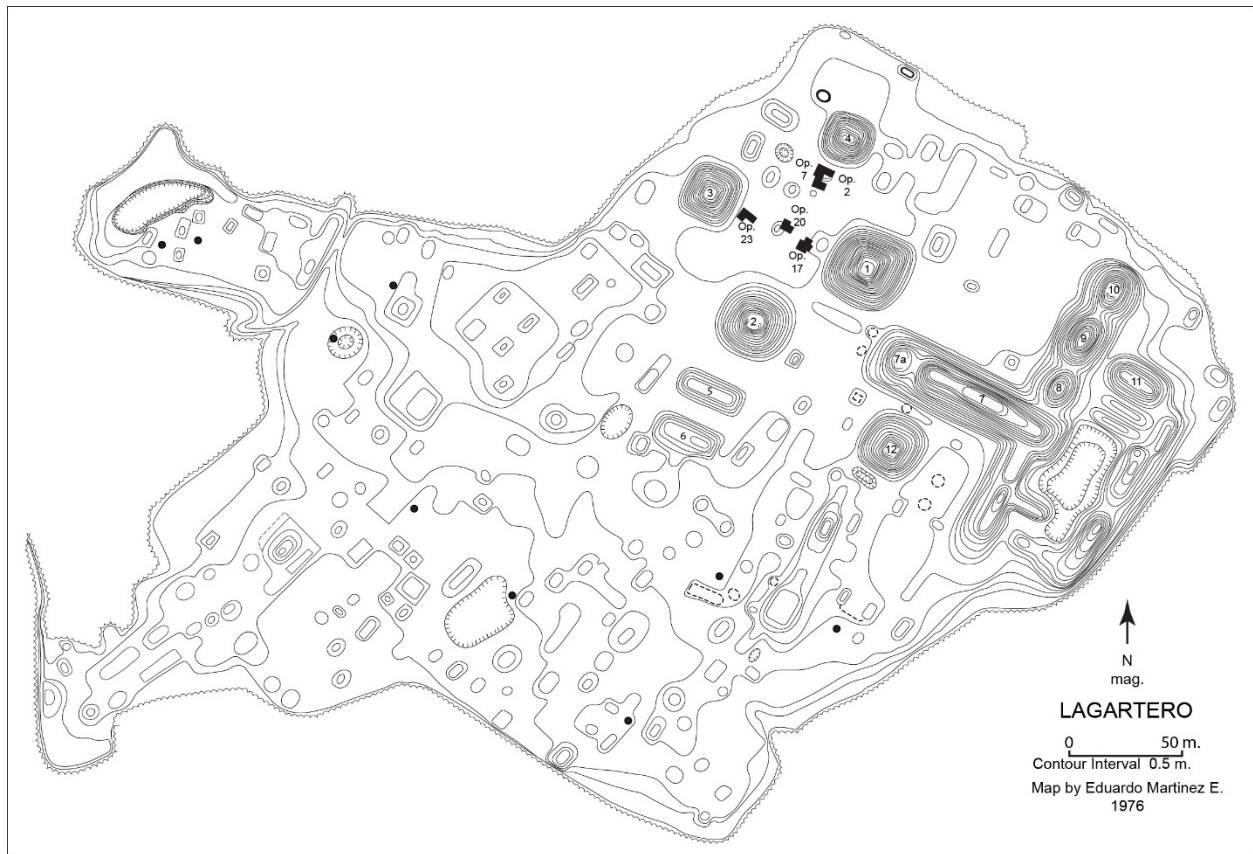 4
Op.
7
Op.
2
3
Op.
20
Op.
23
Op.
17
1
10
2
9
7a
8
11
5
7
6
12
N
mag.
LAGARTERO
0 50 m.
Contour Interval 0.5 m.
Map by Eduardo Martinez E.
1976